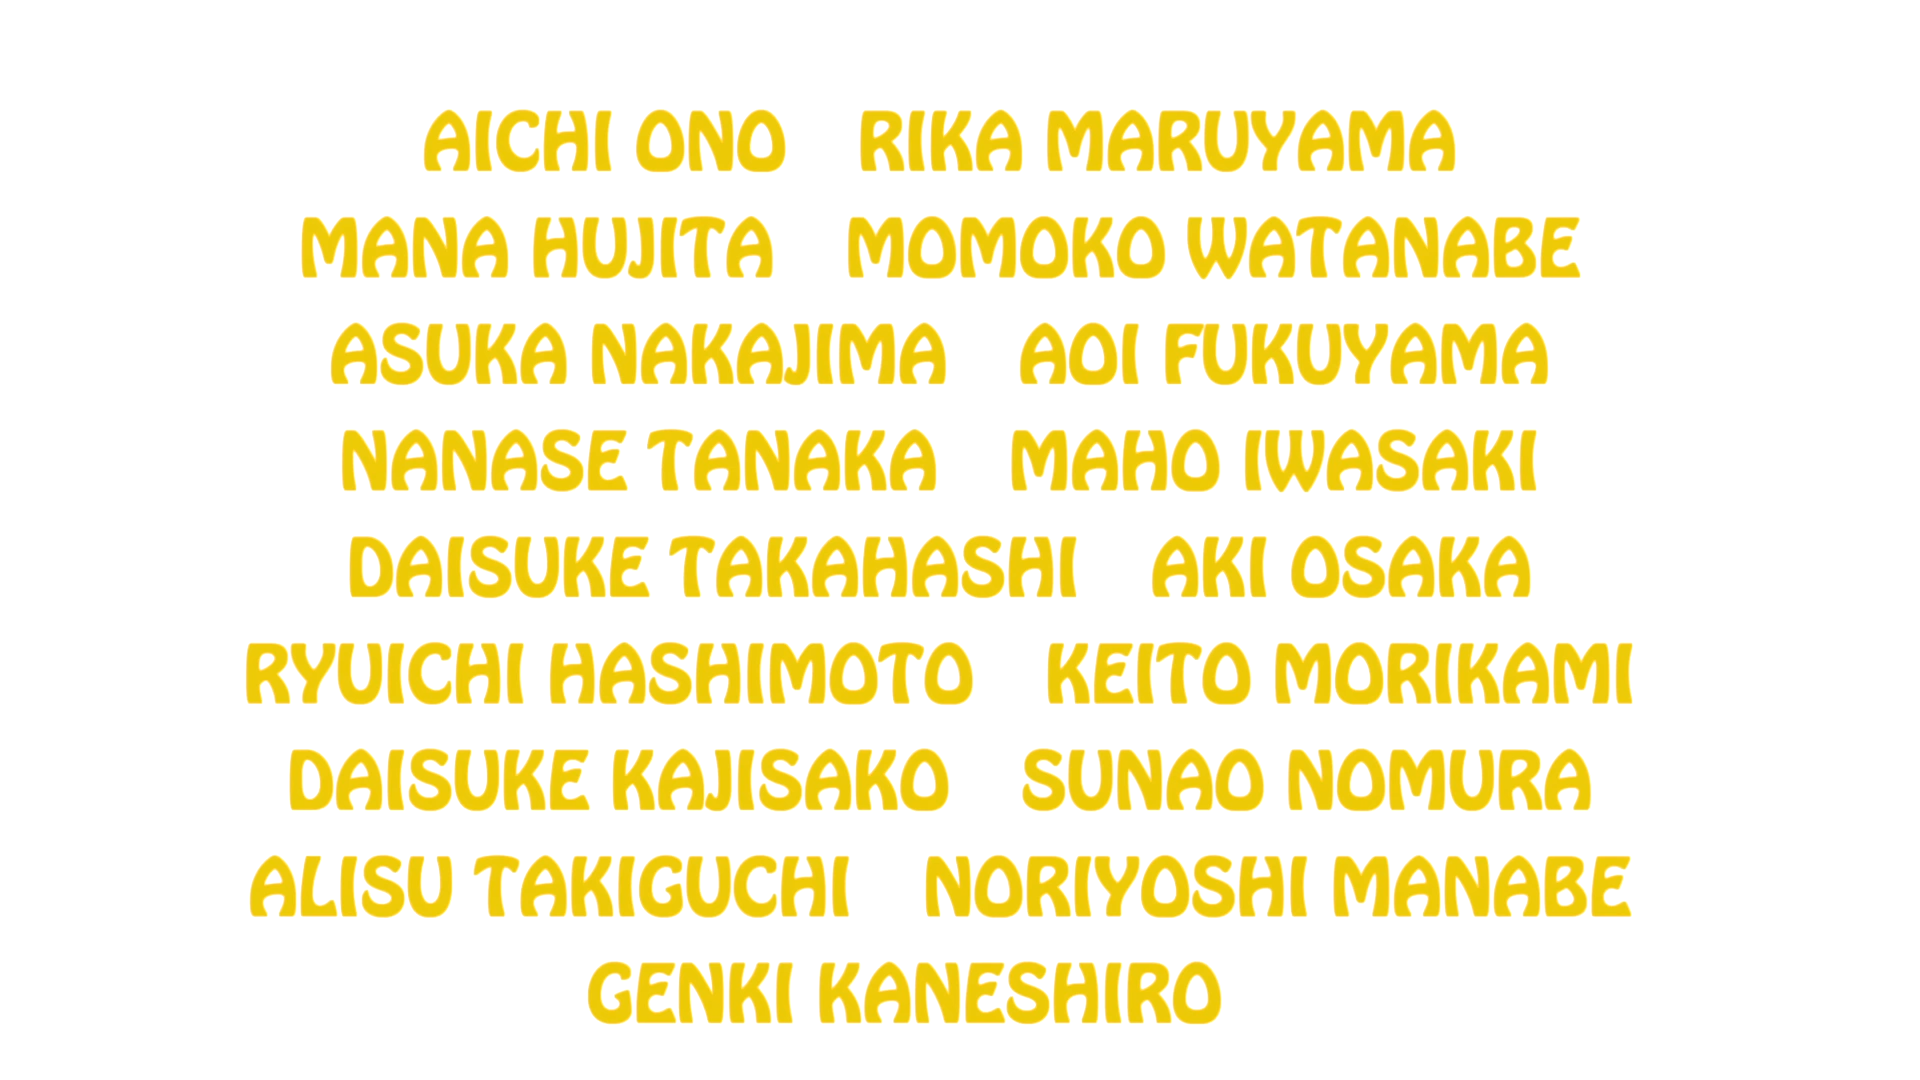 AICHI ONO RIKA MARUYAMA
MANA HUJITA MOMOKO WATANABE
ASUKA NAKAJIMA AOI FUKUYAMA
NANASE TANAKA MAHO IWASAKI
DAISUKE TAKAHASHI AKI OSAKA
RYUICHI HASHIMOTO KEITO MORIKAMI
DAISUKE KAJISAKO SUNAO NOMURA
ALISU TAKIGUCHI NORIYOSHI MANABE
GENKI KANESHIRO